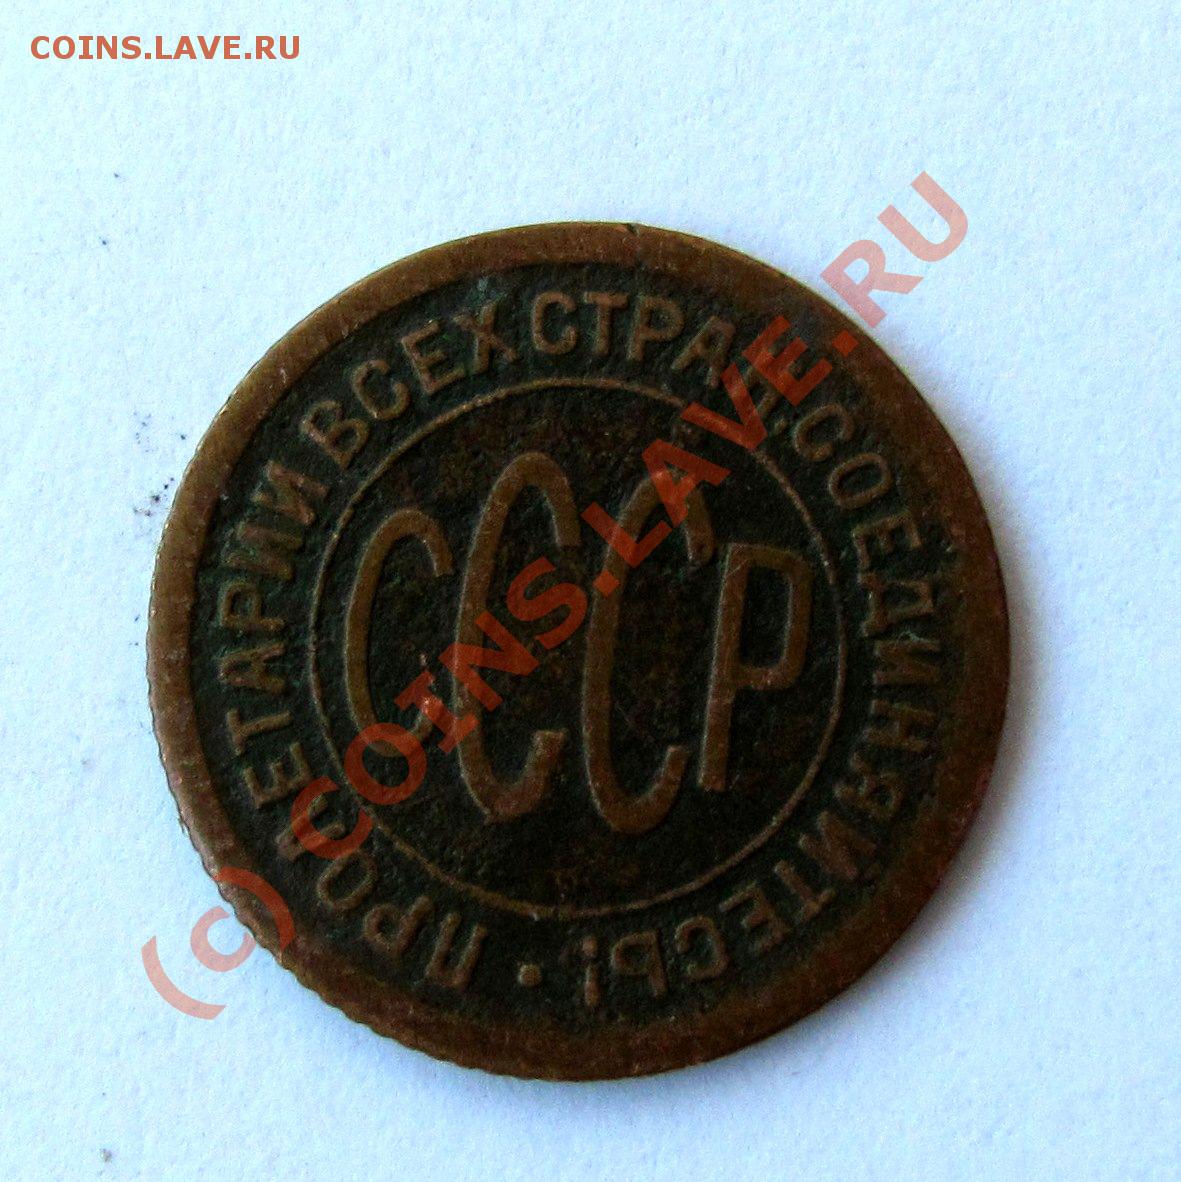 COINS.LAVE.RU
ПРОЛЕТАРИИ ВСЕХ СТРАН, СОЕДИНЯЙТЕСЬ! •
СССР
(c) COINS.LAVE.RU